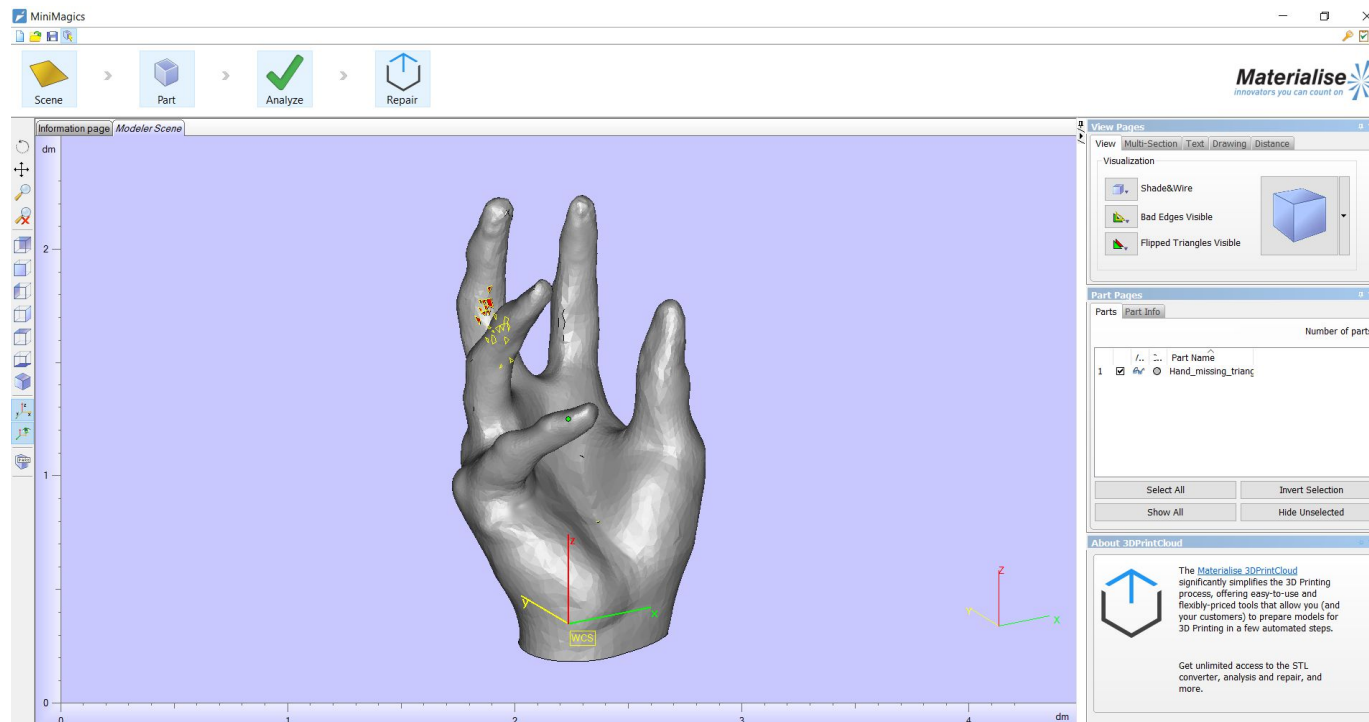 MiniMagics
Scene
Part
Analyze
Repair
Materialise
innovators you can count on
Information page
Modeler Scene
dm
2
1
0
0
1
2
3
4
dm
z
y
x
WCS
Z
Y
X
View Pages
View
Multi-Section
Text
Drawing
Distance
Visualization
Shade&Wire
Bad Edges Visible
Flipped Triangles Visible
Part Pages
Parts
Part Info
Number of parts
/.. Part Name
1 Hand_missing_triang
Select All
Invert Selection
Show All
Hide Unselected
About 3DPrintCloud
The Materialise 3DPrintCloud
significantly simplifies the 3D Printing
process, offering easy-to-use and
flexibly-priced tools that allow you (and
your customers) to prepare models for
3D Printing in a few automated steps.
Get unlimited access to the STL
converter, analysis and repair, and
more.